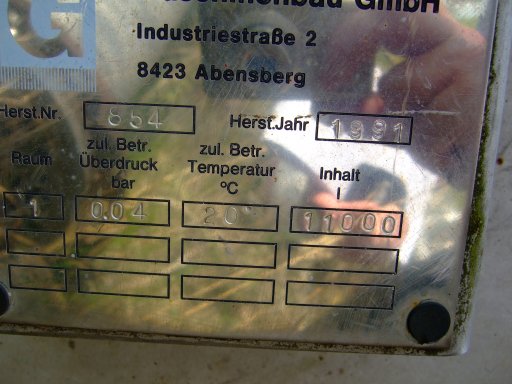 G
GmbH
Industriestraße 2
8423 Abensberg
Herst.Nr. 854 Herst.Jahr 1991
Raum zul. Betr. Überdruck bar zul. Betr. Temperatur °C Inhalt l
1 0.04 20° 11000